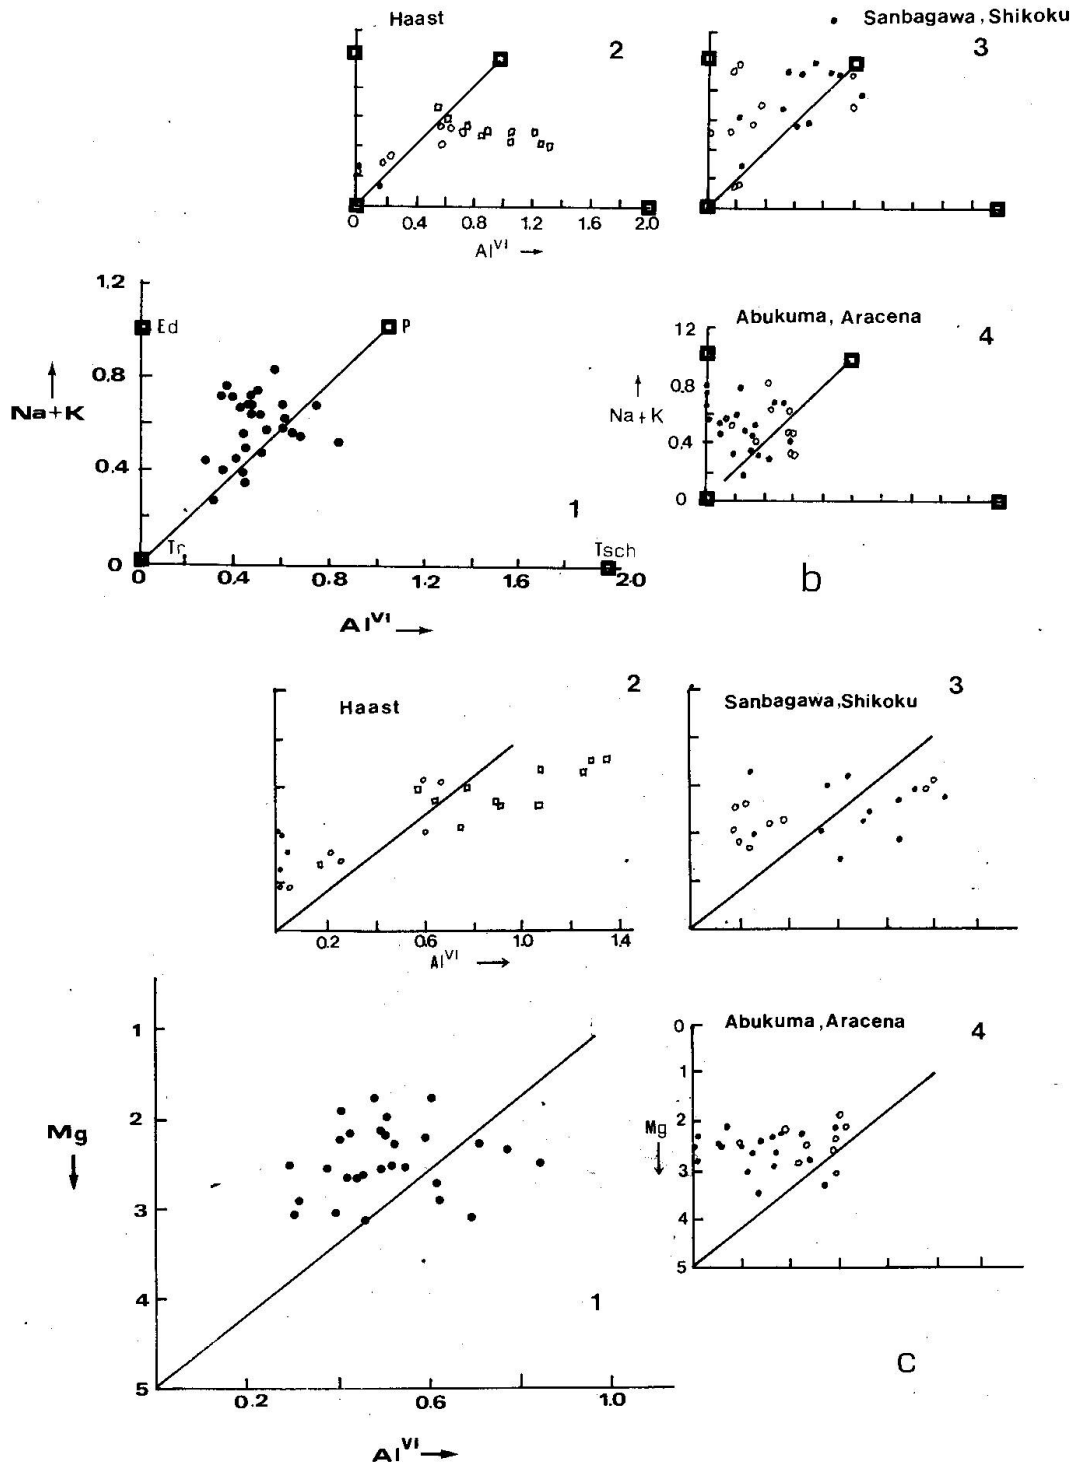 Haast
2
0 0.4 0.8 1.2 1.6 2.0
Al^VI →
Sanbagawa, Shikoku
3
1.2
Ed
P
0.8
Na+K
0.4
Tr
Tsch
0
0 0.4 0.8 1.2 1.6 2.0
1
Al^VI →
Abukuma, Aracena
4
12
0.8
Na+K
0.4
0
b
Haast
2
0.2 0.6 1.0 1.4
Al^VI →
Sanbagawa, Shikoku
3
1
2
Mg
3
4
5
0.2 0.6 1.0
1
Al^VI →
Abukuma, Aracena
4
0
1
2
Mg
3
4
5
c